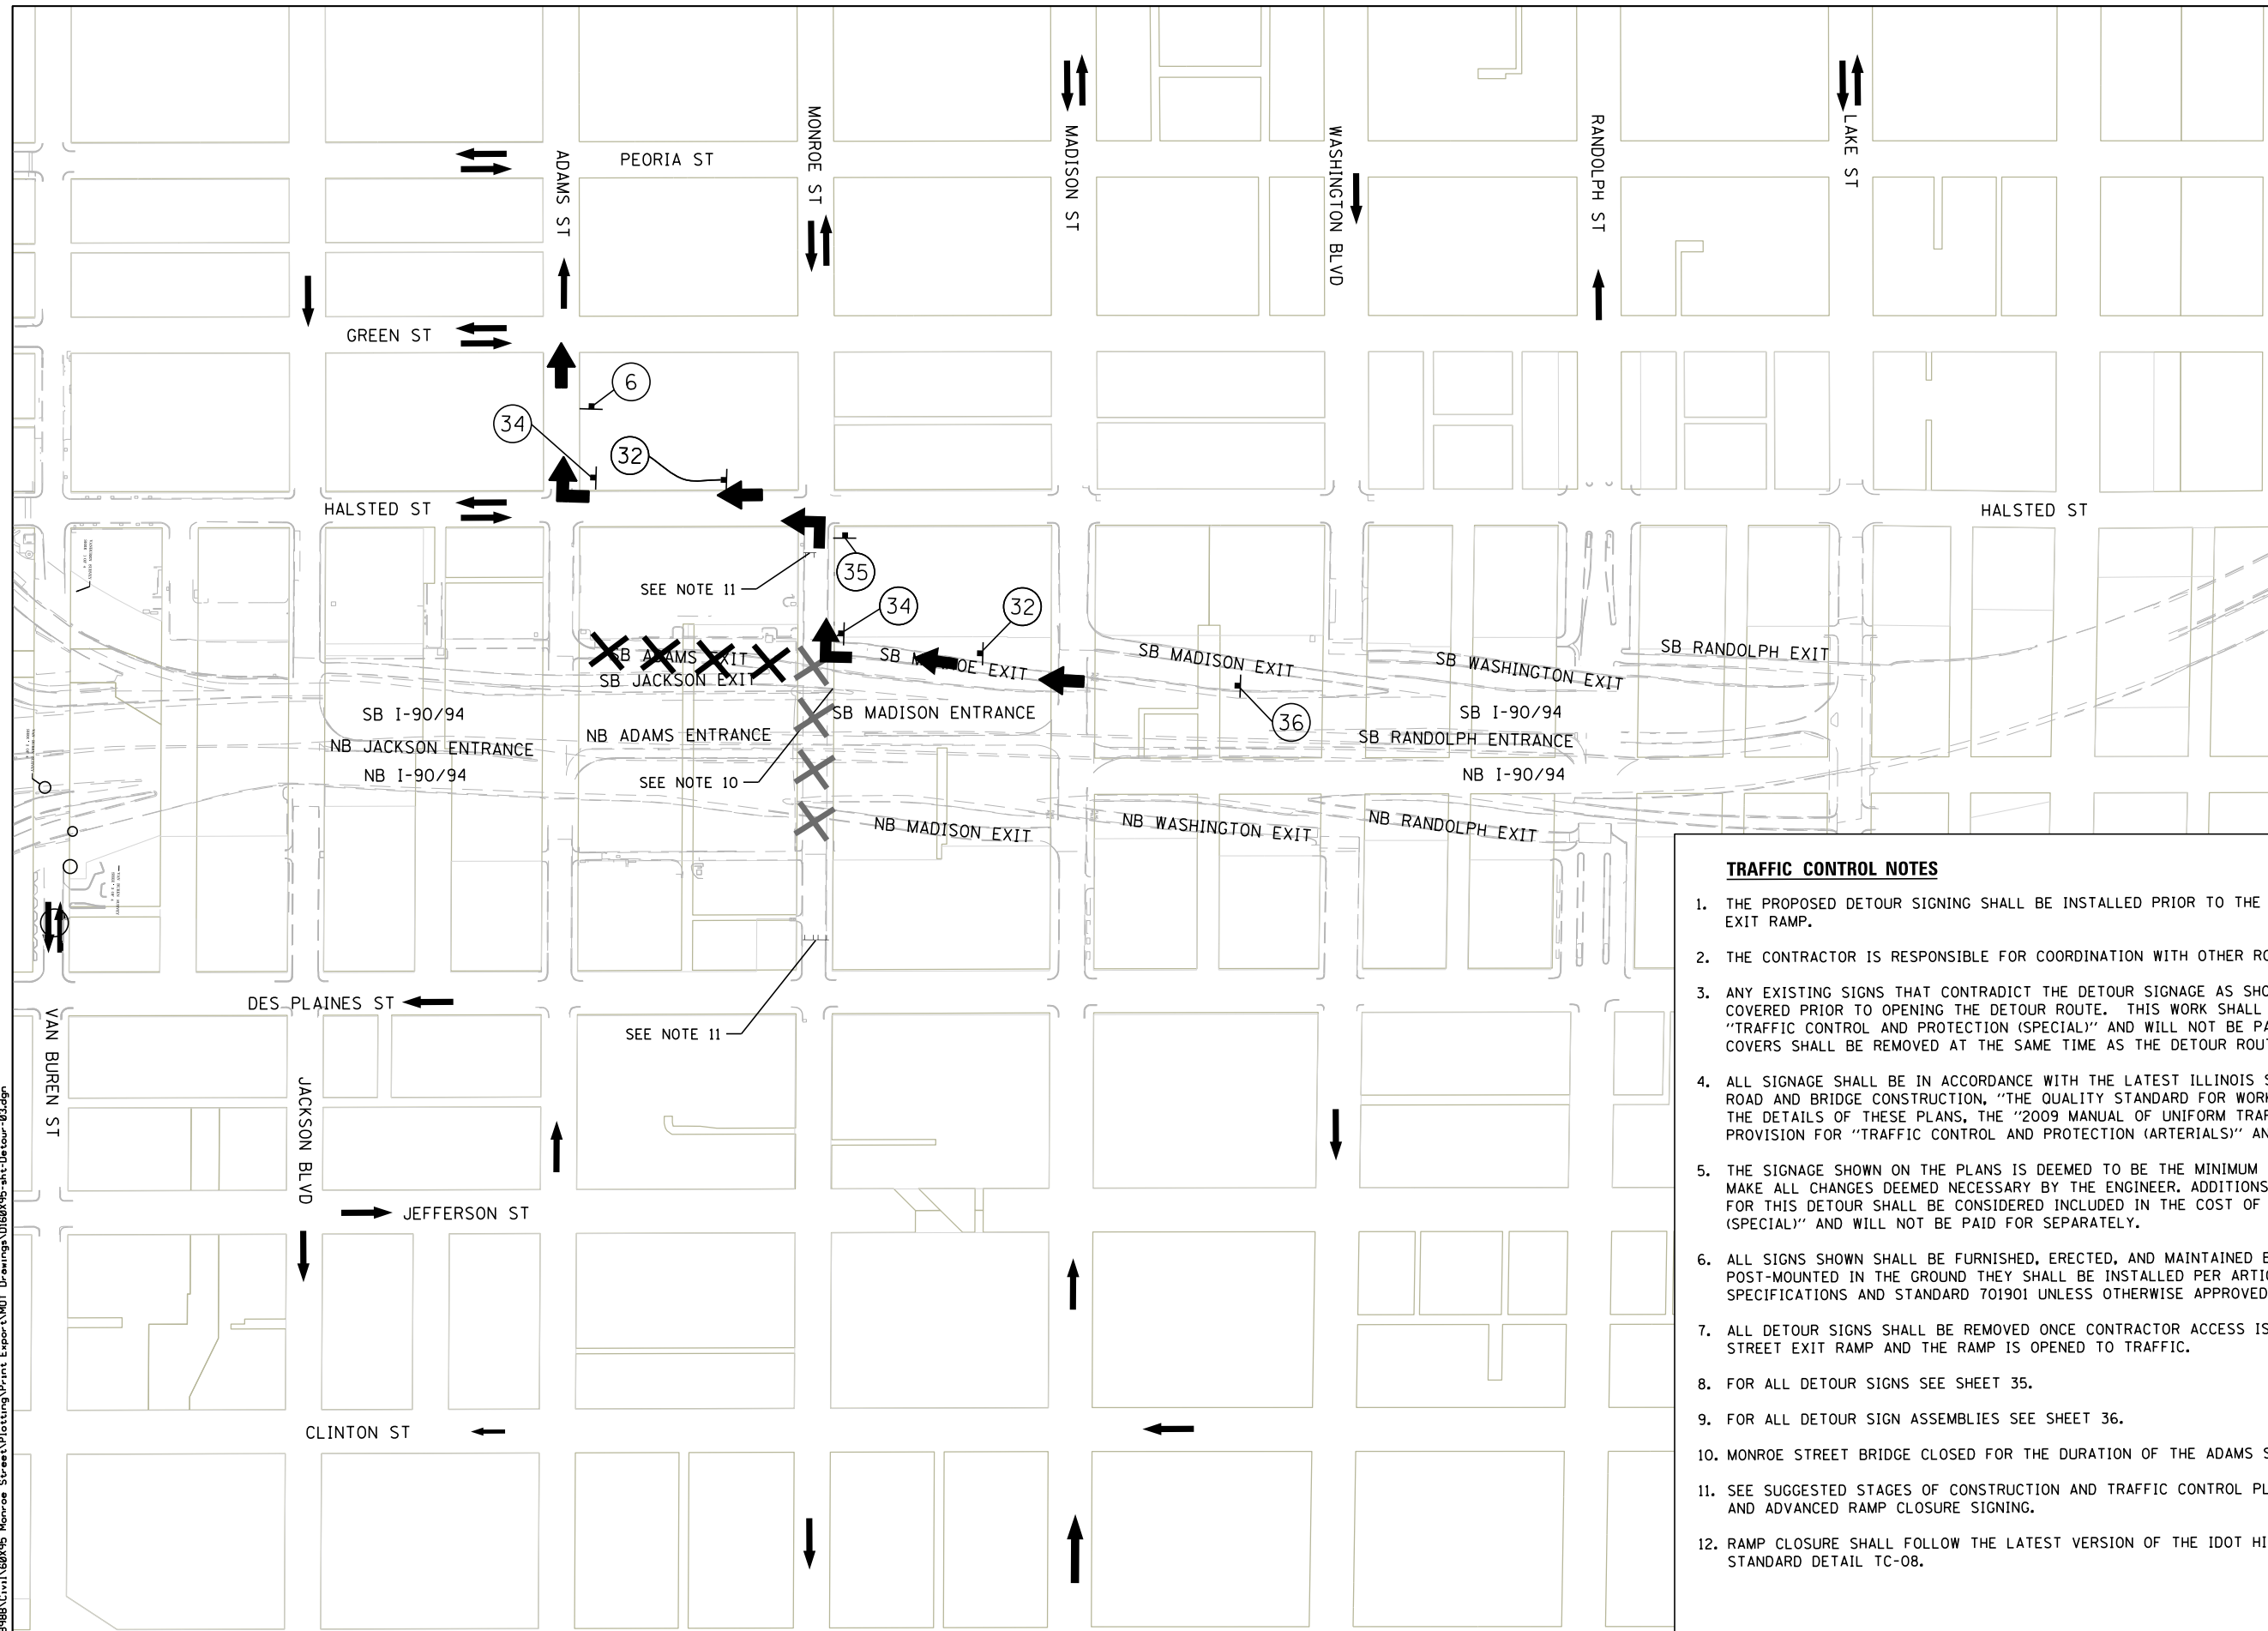 MONROE ST
MADISON ST
WASHINGTON BLVD
RANDOLPH ST
LAKE ST
ADAMS ST
PEORIA ST
GREEN ST
6
34
32
HALSTED ST
HALSTED ST
35
SEE NOTE 11
34
32
SB ADAMS EXIT
SB MONROE EXIT
SB MADISON EXIT
SB WASHINGTON EXIT
SB RANDOLPH EXIT
SB JACKSON EXIT
SB I-90/94
SB MADISON ENTRANCE
36
SB I-90/94
NB ADAMS ENTRANCE
SB RANDOLPH ENTRANCE
NB JACKSON ENTRANCE
NB I-90/94
SEE NOTE 10
NB I-90/94
NB MADISON EXIT
NB WASHINGTON EXIT
NB RANDOLPH EXIT
DES PLAINES ST
SEE NOTE 11
VAN BUREN ST
JACKSON BLVD
JEFFERSON ST
CLINTON ST
TRAFFIC CONTROL NOTES
1. THE PROPOSED DETOUR SIGNING SHALL BE INSTALLED PRIOR TO THE
EXIT RAMP.
2. THE CONTRACTOR IS RESPONSIBLE FOR COORDINATION WITH OTHER
3. ANY EXISTING SIGNS THAT CONTRADICT THE DETOUR SIGNAGE AS
COVERED PRIOR TO OPENING THE DETOUR ROUTE. THIS WORK SHALL
"TRAFFIC CONTROL AND PROTECTION (SPECIAL)" AND WILL NOT BE
COVERS SHALL BE REMOVED AT THE SAME TIME AS THE DETOUR
4. ALL SIGNAGE SHALL BE IN ACCORDANCE WITH THE LATEST ILLINOIS
ROAD AND BRIDGE CONSTRUCTION, "THE QUALITY STANDARD FOR
THE DETAILS OF THESE PLANS, THE "2009 MANUAL OF UNIFORM
PROVISION FOR "TRAFFIC CONTROL AND PROTECTION (ARTERIALS)"
5. THE SIGNAGE SHOWN ON THE PLANS IS DEEMED TO BE THE MINIMUM
MAKE ALL CHANGES DEEMED NECESSARY BY THE ENGINEER. ADDITIONS
FOR THIS DETOUR SHALL BE CONSIDERED INCLUDED IN THE COST OF
(SPECIAL)" AND WILL NOT BE PAID FOR SEPARATELY.
6. ALL SIGNS SHOWN SHALL BE FURNISHED, ERECTED, AND MAINTAINED
POST-MOUNTED IN THE GROUND THEY SHALL BE INSTALLED PER
SPECIFICATIONS AND STANDARD 701901 UNLESS OTHERWISE APPROVED
7. ALL DETOUR SIGNS SHALL BE REMOVED ONCE CONTRACTOR ACCESS IS
STREET EXIT RAMP AND THE RAMP IS OPENED TO TRAFFIC.
8. FOR ALL DETOUR SIGNS SEE SHEET 35.
9. FOR ALL DETOUR SIGN ASSEMBLIES SEE SHEET 36.
10. MONROE STREET BRIDGE CLOSED FOR THE DURATION OF THE ADAMS
11. SEE SUGGESTED STAGES OF CONSTRUCTION AND TRAFFIC CONTROL
AND ADVANCED RAMP CLOSURE SIGNING.
12. RAMP CLOSURE SHALL FOLLOW THE LATEST VERSION OF THE IDOT
STANDARD DETAIL TC-08.